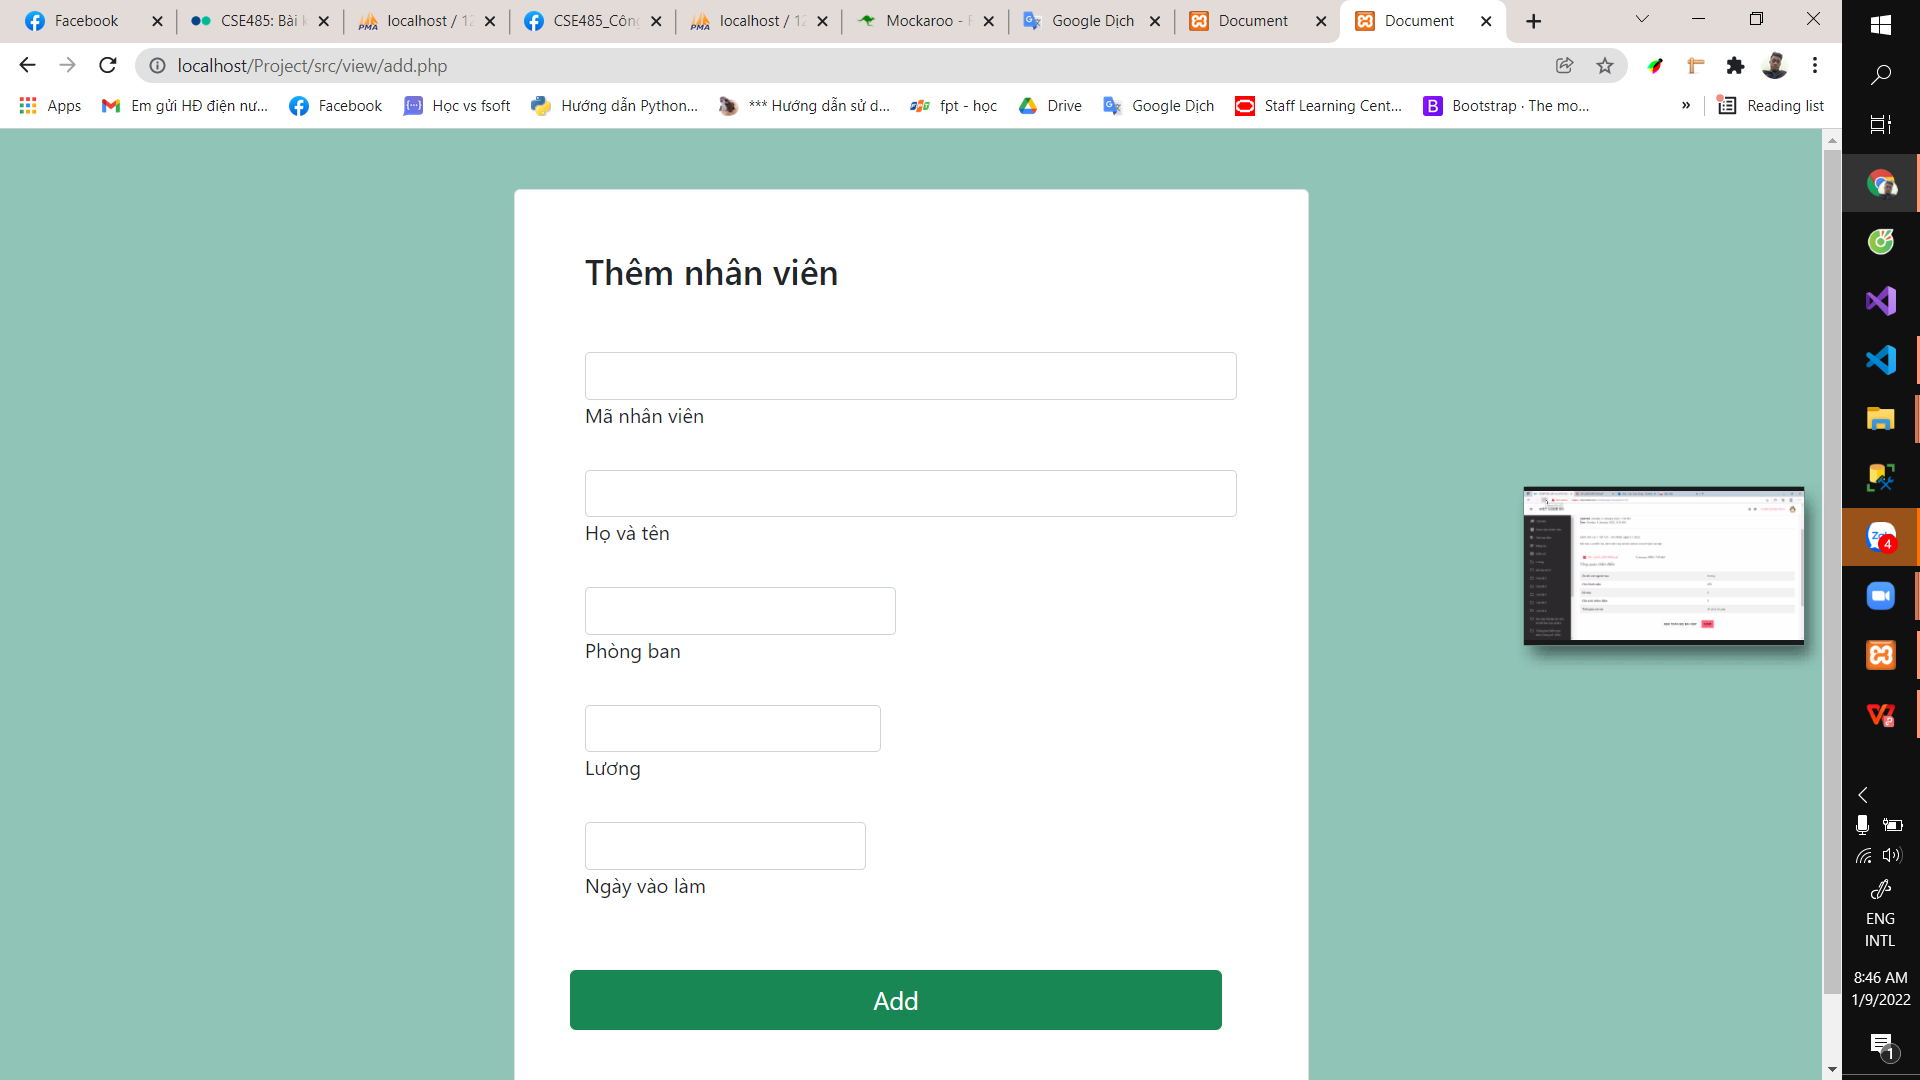 Facebook
CSE485: Bài k
localhost / 12
CSE485_Côn
localhost / 12
Mockaroo - R
Google Dịch
Document
Document
localhost/Project/src/view/add.php
Apps
Em gửi HĐ điện nư...
Facebook
Học vs fsoft
Hướng dẫn Python...
*** Hướng dẫn sử d...
fpt - học
Drive
Google Dịch
Staff Learning Cent...
Bootstrap · The mo...
»
Reading list
Thêm nhân viên
Mã nhân viên
Họ và tên
Phòng ban
Lương
Ngày vào làm
Add
4
ENG
INTL
8:46 AM
1/9/2022
1